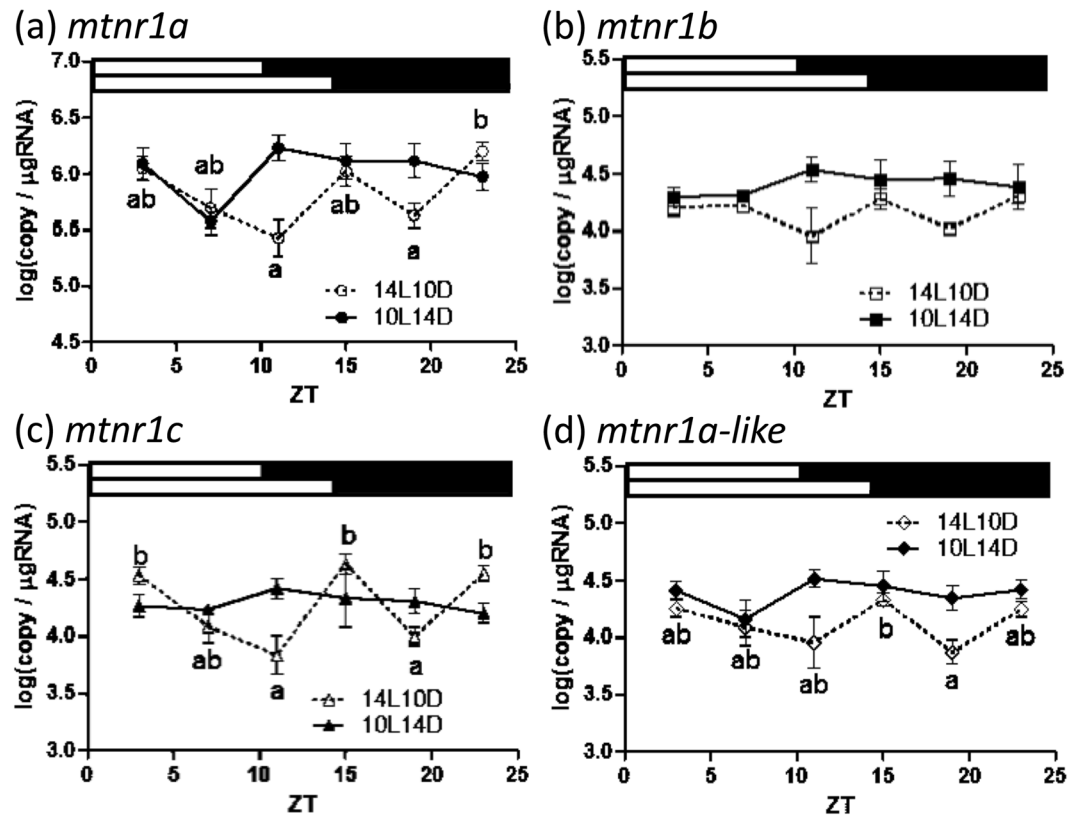 (a) mtnr1a
7.0
6.5
6.0
5.5
5.0
4.5
log(copy / µgRNA)
ab
ab
a
ab
a
b
14L10D
10L14D
0 5 10 15 20 25
ZT
(b) mtnr1b
5.5
5.0
4.5
4.0
3.5
3.0
log(copy / µgRNA)
14L10D
10L14D
0 5 10 15 20 25
ZT
(c) mtnr1c
5.5
5.0
4.5
4.0
3.5
3.0
log(copy / µgRNA)
b
ab
a
b
a
b
14L10D
10L14D
0 5 10 15 20 25
ZT
(d) mtnr1a-like
5.5
5.0
4.5
4.0
3.5
3.0
log(copy / µgRNA)
14L10D
10L14D
ab
ab
ab
b
a
ab
0 5 10 15 20 25
ZT